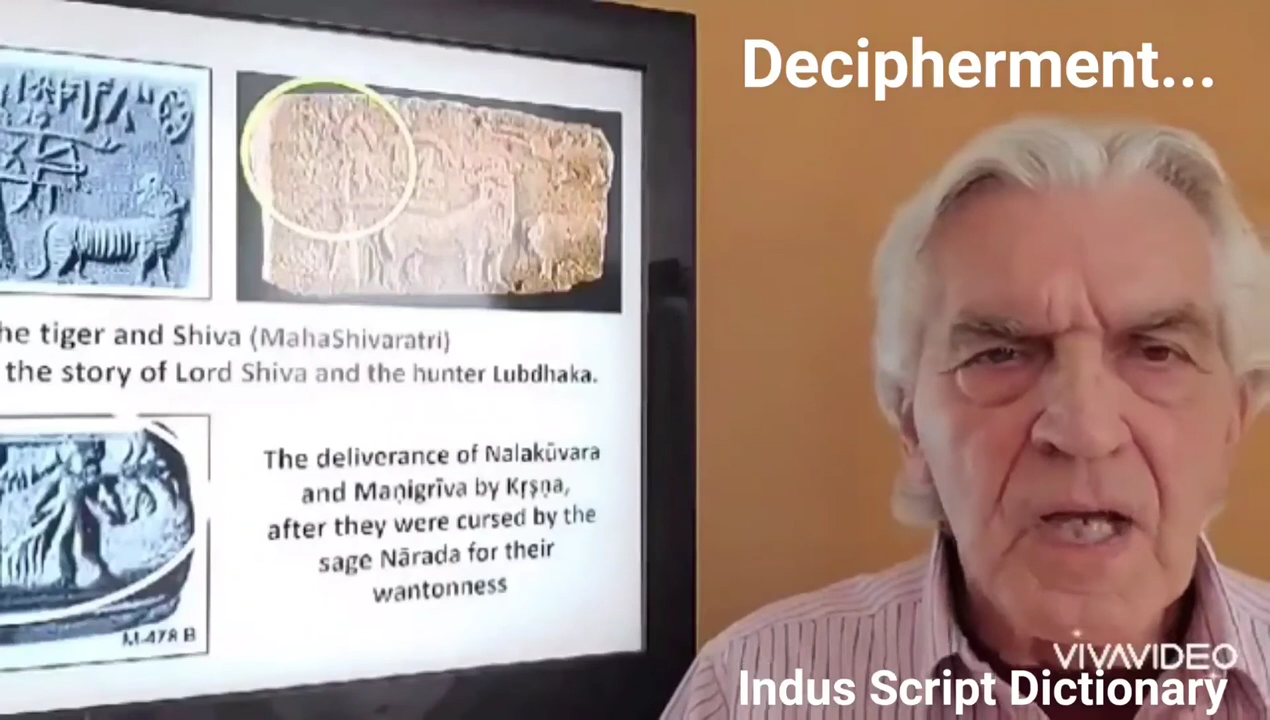 Decipherment...
he tiger and Shiva (MahaShivaratri)
the story of Lord Shiva and the hunter Lubdhaka.
The deliverance of Nalakūvara
and Maṇigrīva by Kṛṣṇa,
after they were cursed by the
sage Nārada for their
wantonness
M-478 B
VIVAVIDEO
Indus Script Dictionary